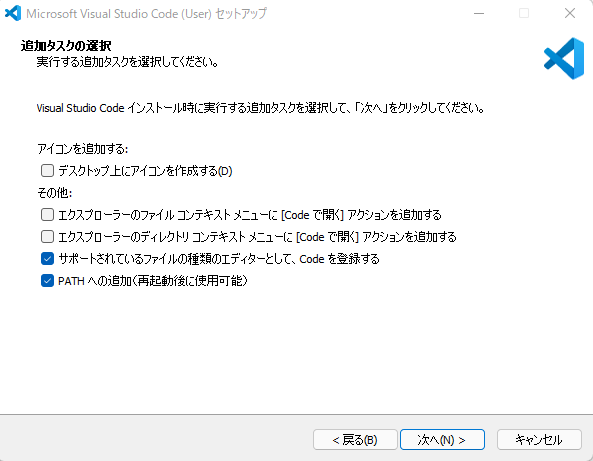 Microsoft Visual Studio Code (User) セットアップ
追加タスクの選択
実行する追加タスクを選択してください。
Visual Studio Code インストール時に実行する追加タスクを選択して、「次へ」をクリックしてください。
アイコンを追加する:
デスクトップ上にアイコンを作成する(D)
その他:
エクスプローラーのファイル コンテキスト メニューに [Code で開く] アクションを追加する
エクスプローラーのディレクトリ コンテキスト メニューに [Code で開く] アクションを追加する
サポートされているファイルの種類のエディターとして、Code を登録する
PATH への追加（再起動後に使用可能）
< 戻る(B)
次へ(N) >
キャンセル